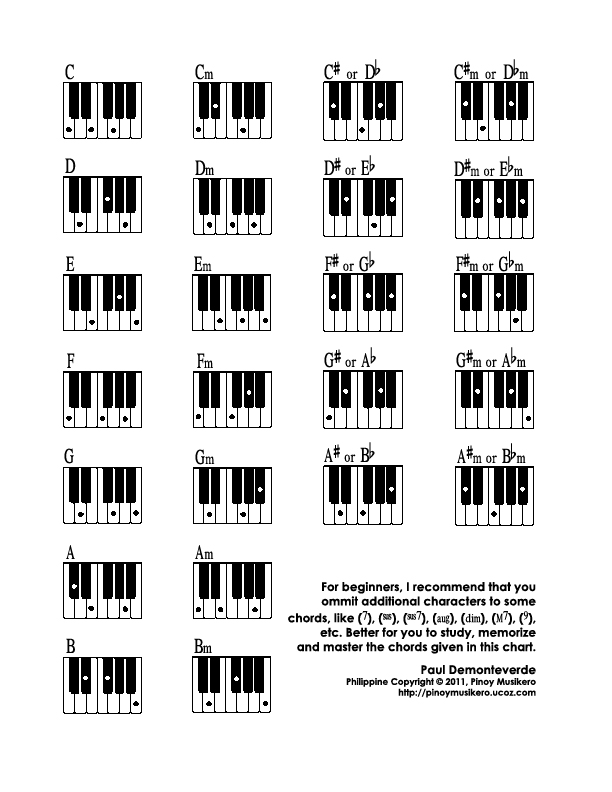 C
Cm
C# or D♭
C#m or D♭m
D
Dm
D# or E♭
D#m or E♭m
E
Em
F# or G♭
F#m or G♭m
F
Fm
G# or A♭
G#m or A♭m
G
Gm
A# or B♭
A#m or B♭m
A
Am
B
Bm
For beginners, I recommend that you
ommit additional characters to some
chords, like (7), (sus), (sus7), (aug), (dim), (M7), (9),
etc. Better for you to study, memorize
and master the chords given in this chart.
Paul Demonteverde
Philippine Copyright © 2011, Pinoy Musikero
http://pinoymusikero.ucoz.com